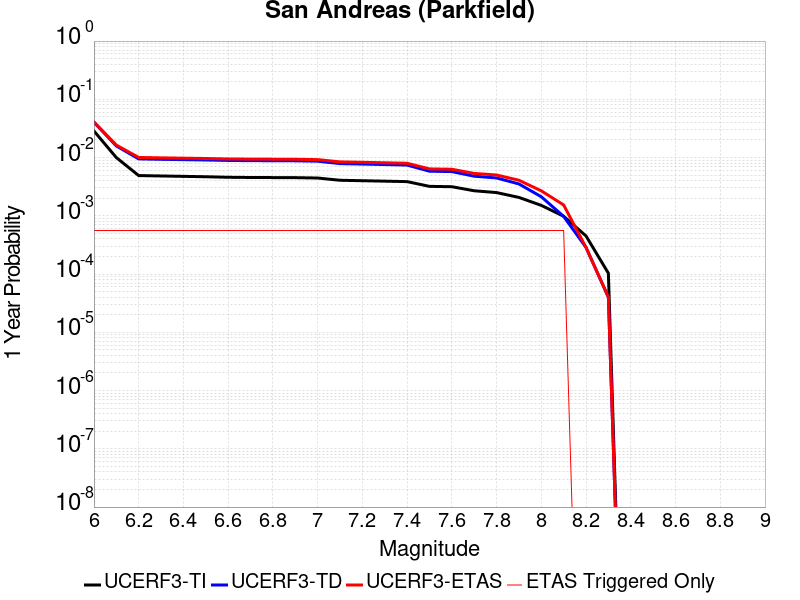 San Andreas (Parkfield)
10^0
10^-1
10^-2
10^-3
10^-4
10^-5
10^-6
10^-7
10^-8
1 Year Probability
6 6.2 6.4 6.6 6.8 7 7.2 7.4 7.6 7.8 8 8.2 8.4 8.6 8.8 9
Magnitude
UCERF3-TI UCERF3-TD UCERF3-ETAS ETAS Triggered Only